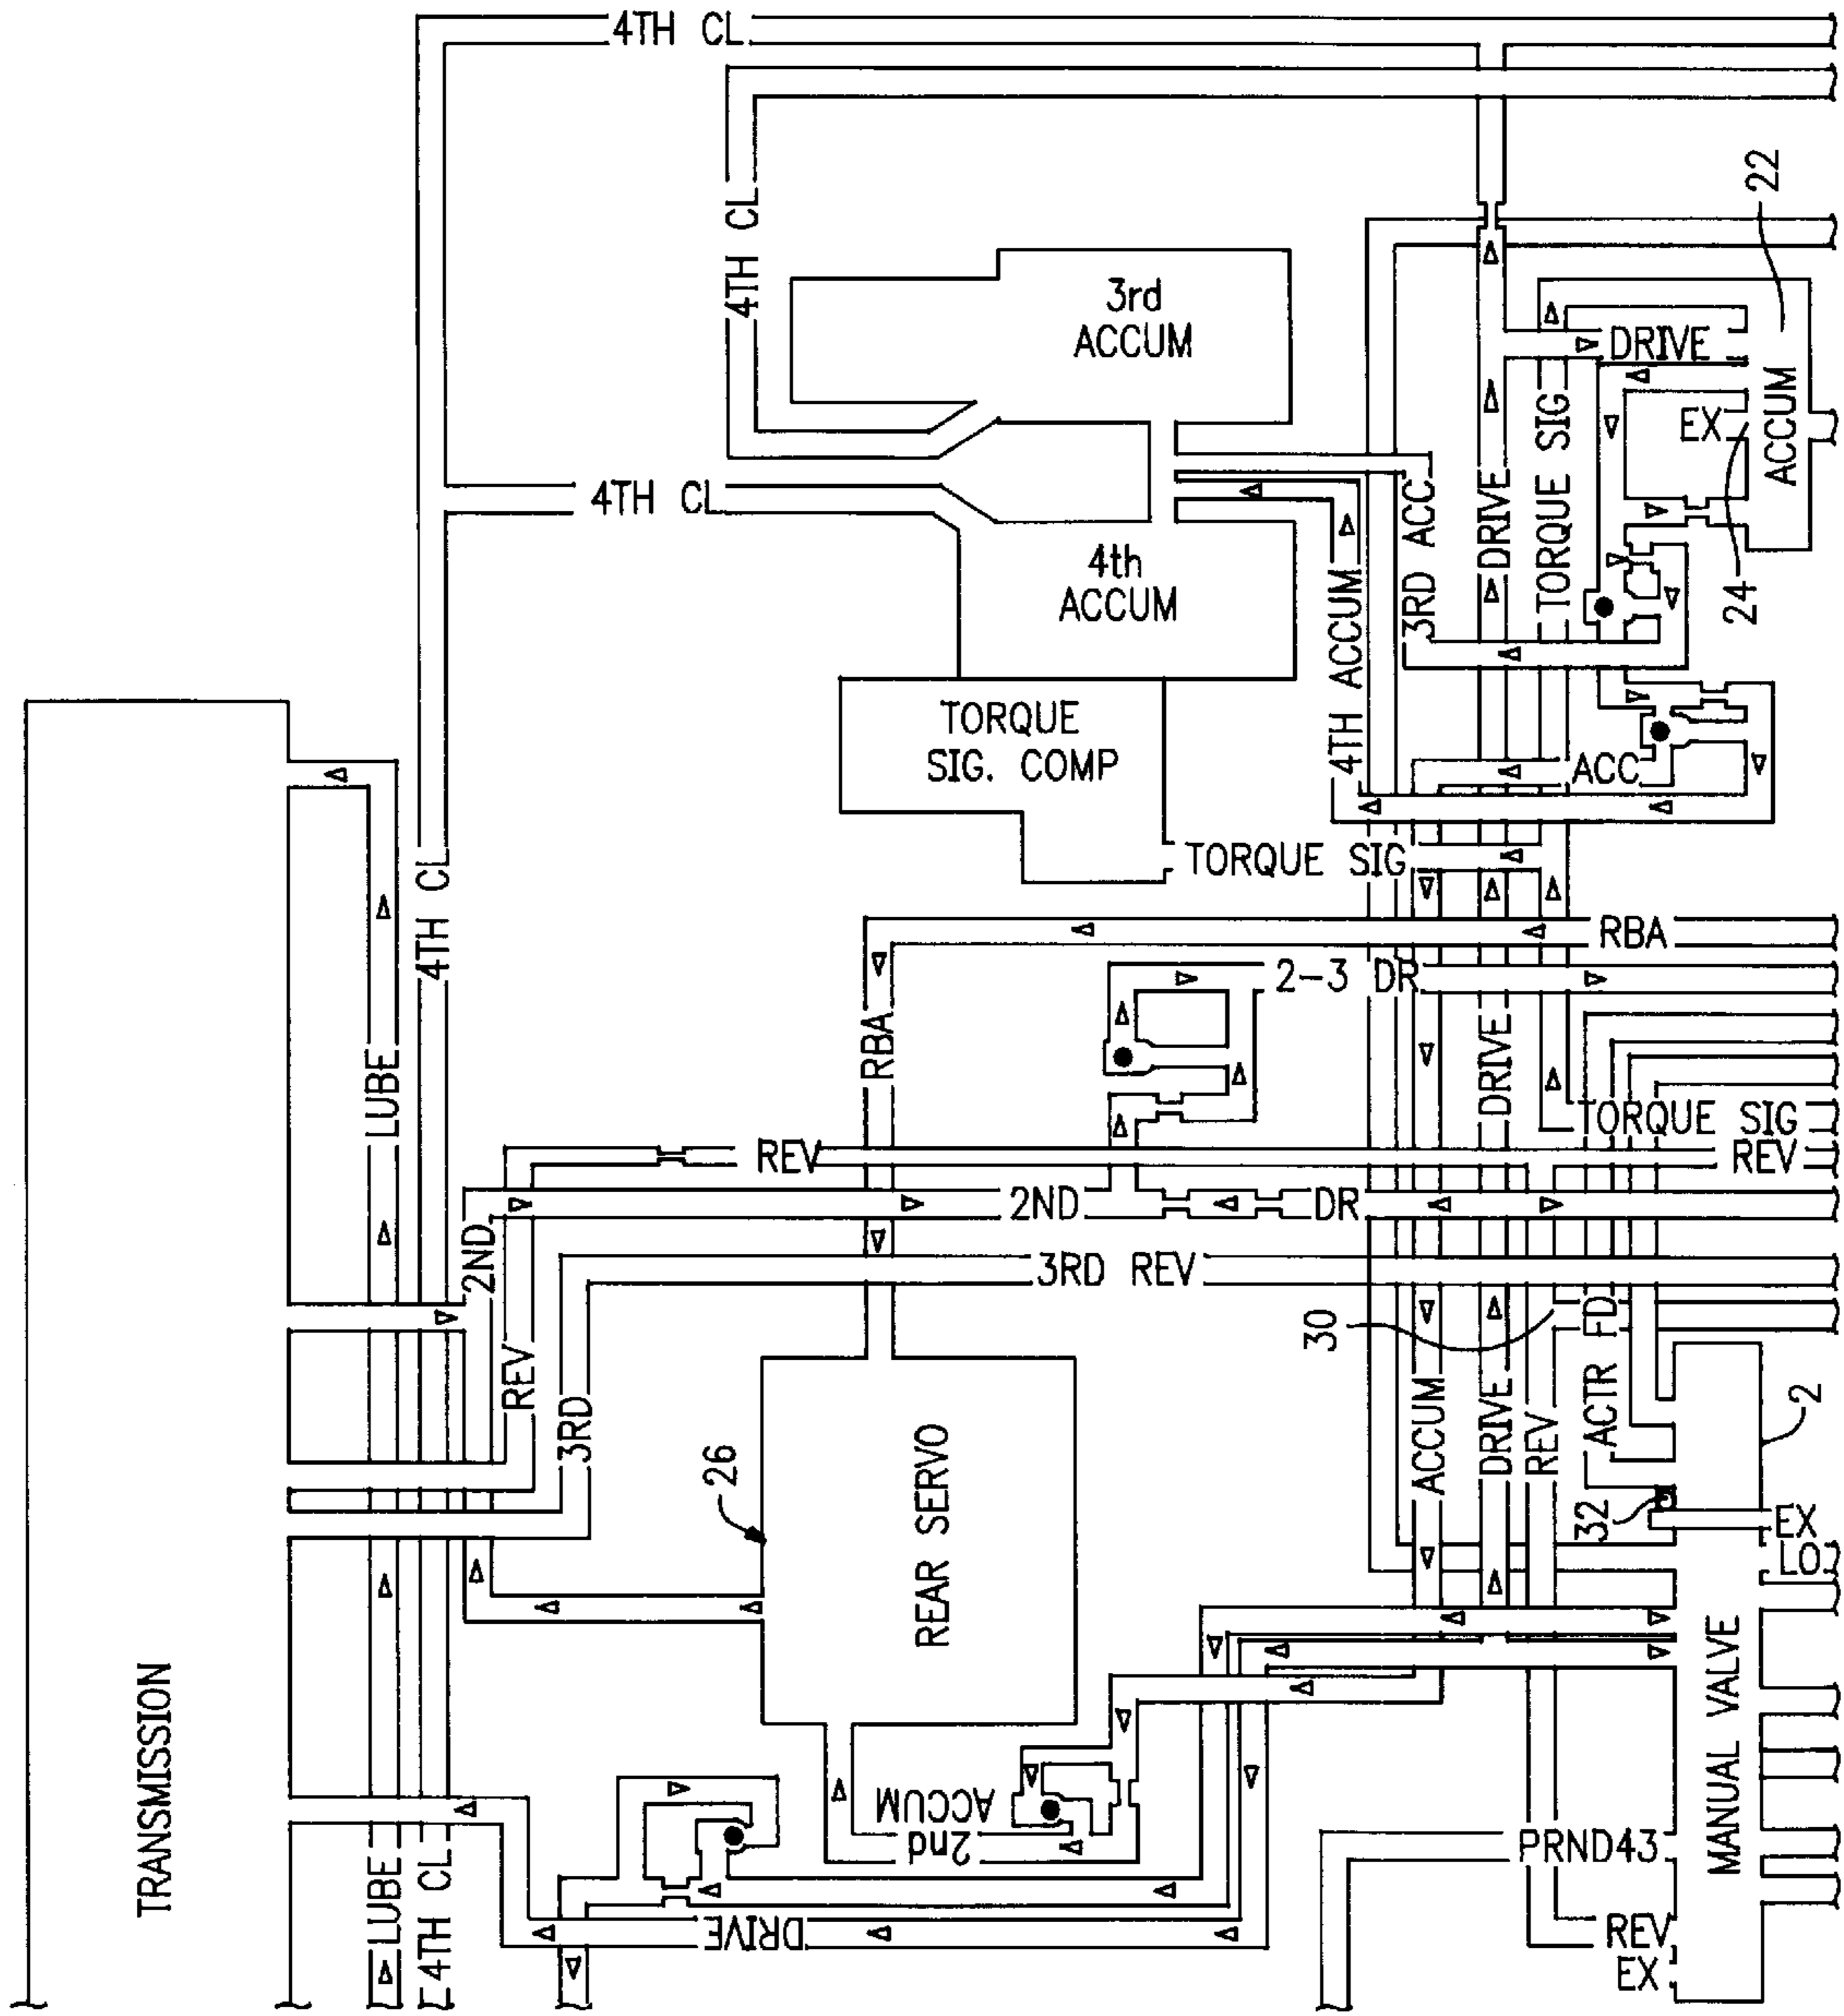 TRANSMISSION
LUBE
4TH CL
LUBE
4TH CL
4TH CL
4TH CL
4TH CL
2ND
REV
3RD
DRIVE
2nd
ACCUM
26
REAR SERVO
RBA
REV
2ND
DR
3RD REV
2-3 DR
RBA
TORQUE
SIG. COMP
TORQUE SIG
4th
ACCUM
3rd
ACCUM
4TH ACCUM
3RD ACC
DRIVE
TORQUE SIG
DRIVE
EX
ACCUM
22
24
ACC
DRIVE
TORQUE SIG
REV
30
ACCUM
DRIVE
REV
ACTR FD
32
2
EX
LO
MANUAL VALVE
PRND43
REV
EX